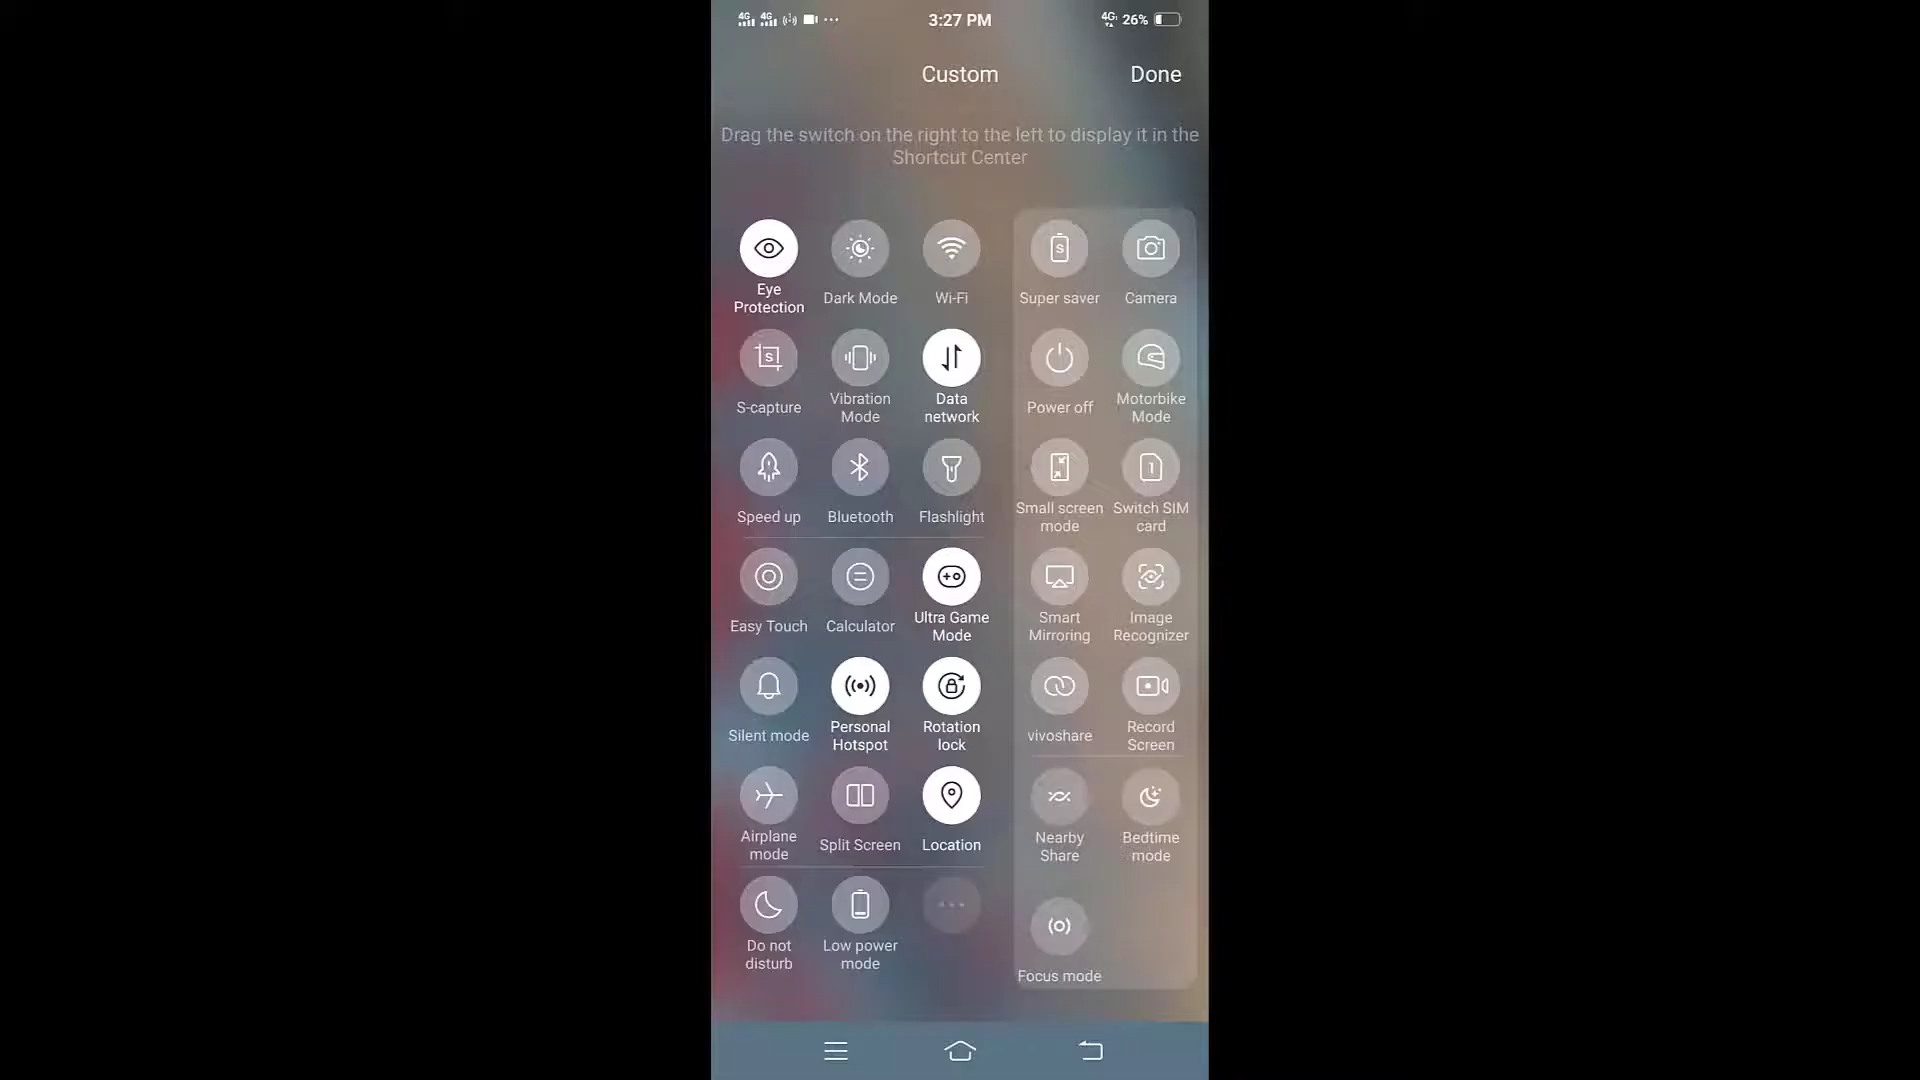 4G 4G 3:27 PM 4G 26%
Custom Done
Drag the switch on the right to the left to display it in the
Shortcut Center
Eye
Protection
Dark Mode
Wi-Fi
Super saver
Camera
S-capture
Vibration
Mode
Data
network
Power off
Motorbike
Mode
Speed up
Bluetooth
Flashlight
Small screen
mode
Switch SIM
card
Easy Touch
Calculator
Ultra Game
Mode
Smart
Mirroring
Image
Recognizer
Silent mode
Personal
Hotspot
Rotation
lock
vivoshare
Record
Screen
Airplane
mode
Split Screen
Location
Nearby
Share
Bedtime
mode
Do not
disturb
Low power
mode
Focus mode